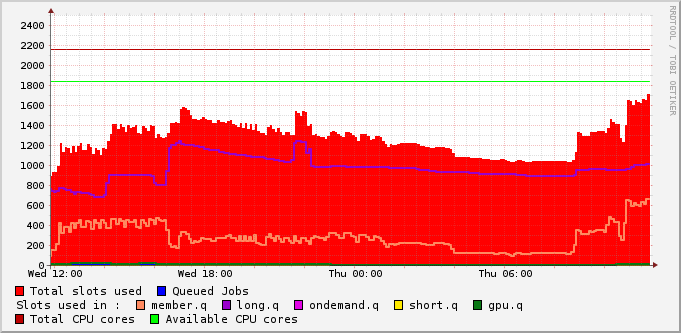 2400
2200
2000
1800
1600
1400
1200
1000
800
600
400
200
0
Wed 12:00 Wed 18:00 Thu 00:00 Thu 06:00
Total slots used Queued Jobs
Slots used in : member.q long.q ondemand.q short.q gpu.q
Total CPU cores Available CPU cores
RRDTOOL / TOBI OETIKER